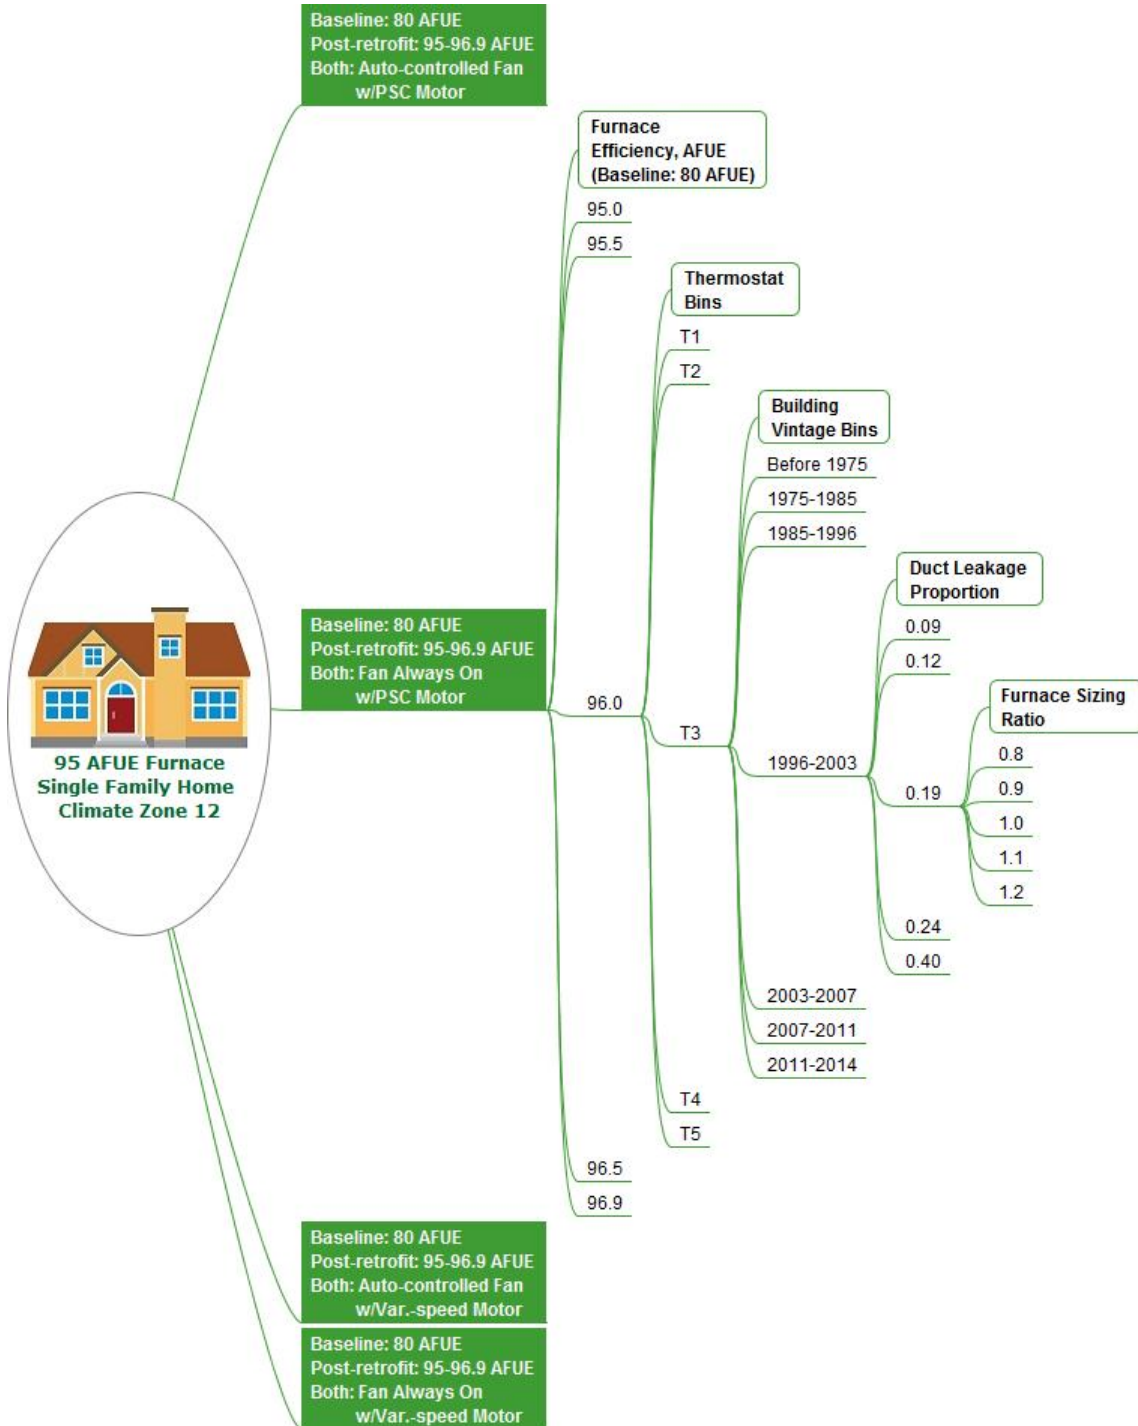 Baseline: 80 AFUE
Post-retrofit: 95-96.9 AFUE
Both: Auto-controlled Fan
w/PSC Motor
Furnace
Efficiency, AFUE
(Baseline: 80 AFUE)
95.0
95.5
Thermostat
Bins
T1
T2
Building
Vintage Bins
Before 1975
1975-1985
1985-1996
Duct Leakage
Proportion
0.09
0.12
Furnace Sizing
Ratio
0.8
0.9
1.0
1.1
1.2
Baseline: 80 AFUE
Post-retrofit: 95-96.9 AFUE
Both: Fan Always On
w/PSC Motor
96.0
T3
1996-2003
0.19
95 AFUE Furnace
Single Family Home
Climate Zone 12
0.24
0.40
2003-2007
2007-2011
2011-2014
T4
T5
96.5
96.9
Baseline: 80 AFUE
Post-retrofit: 95-96.9 AFUE
Both: Auto-controlled Fan
w/Var.-speed Motor
Baseline: 80 AFUE
Post-retrofit: 95-96.9 AFUE
Both: Fan Always On
w/Var.-speed Motor